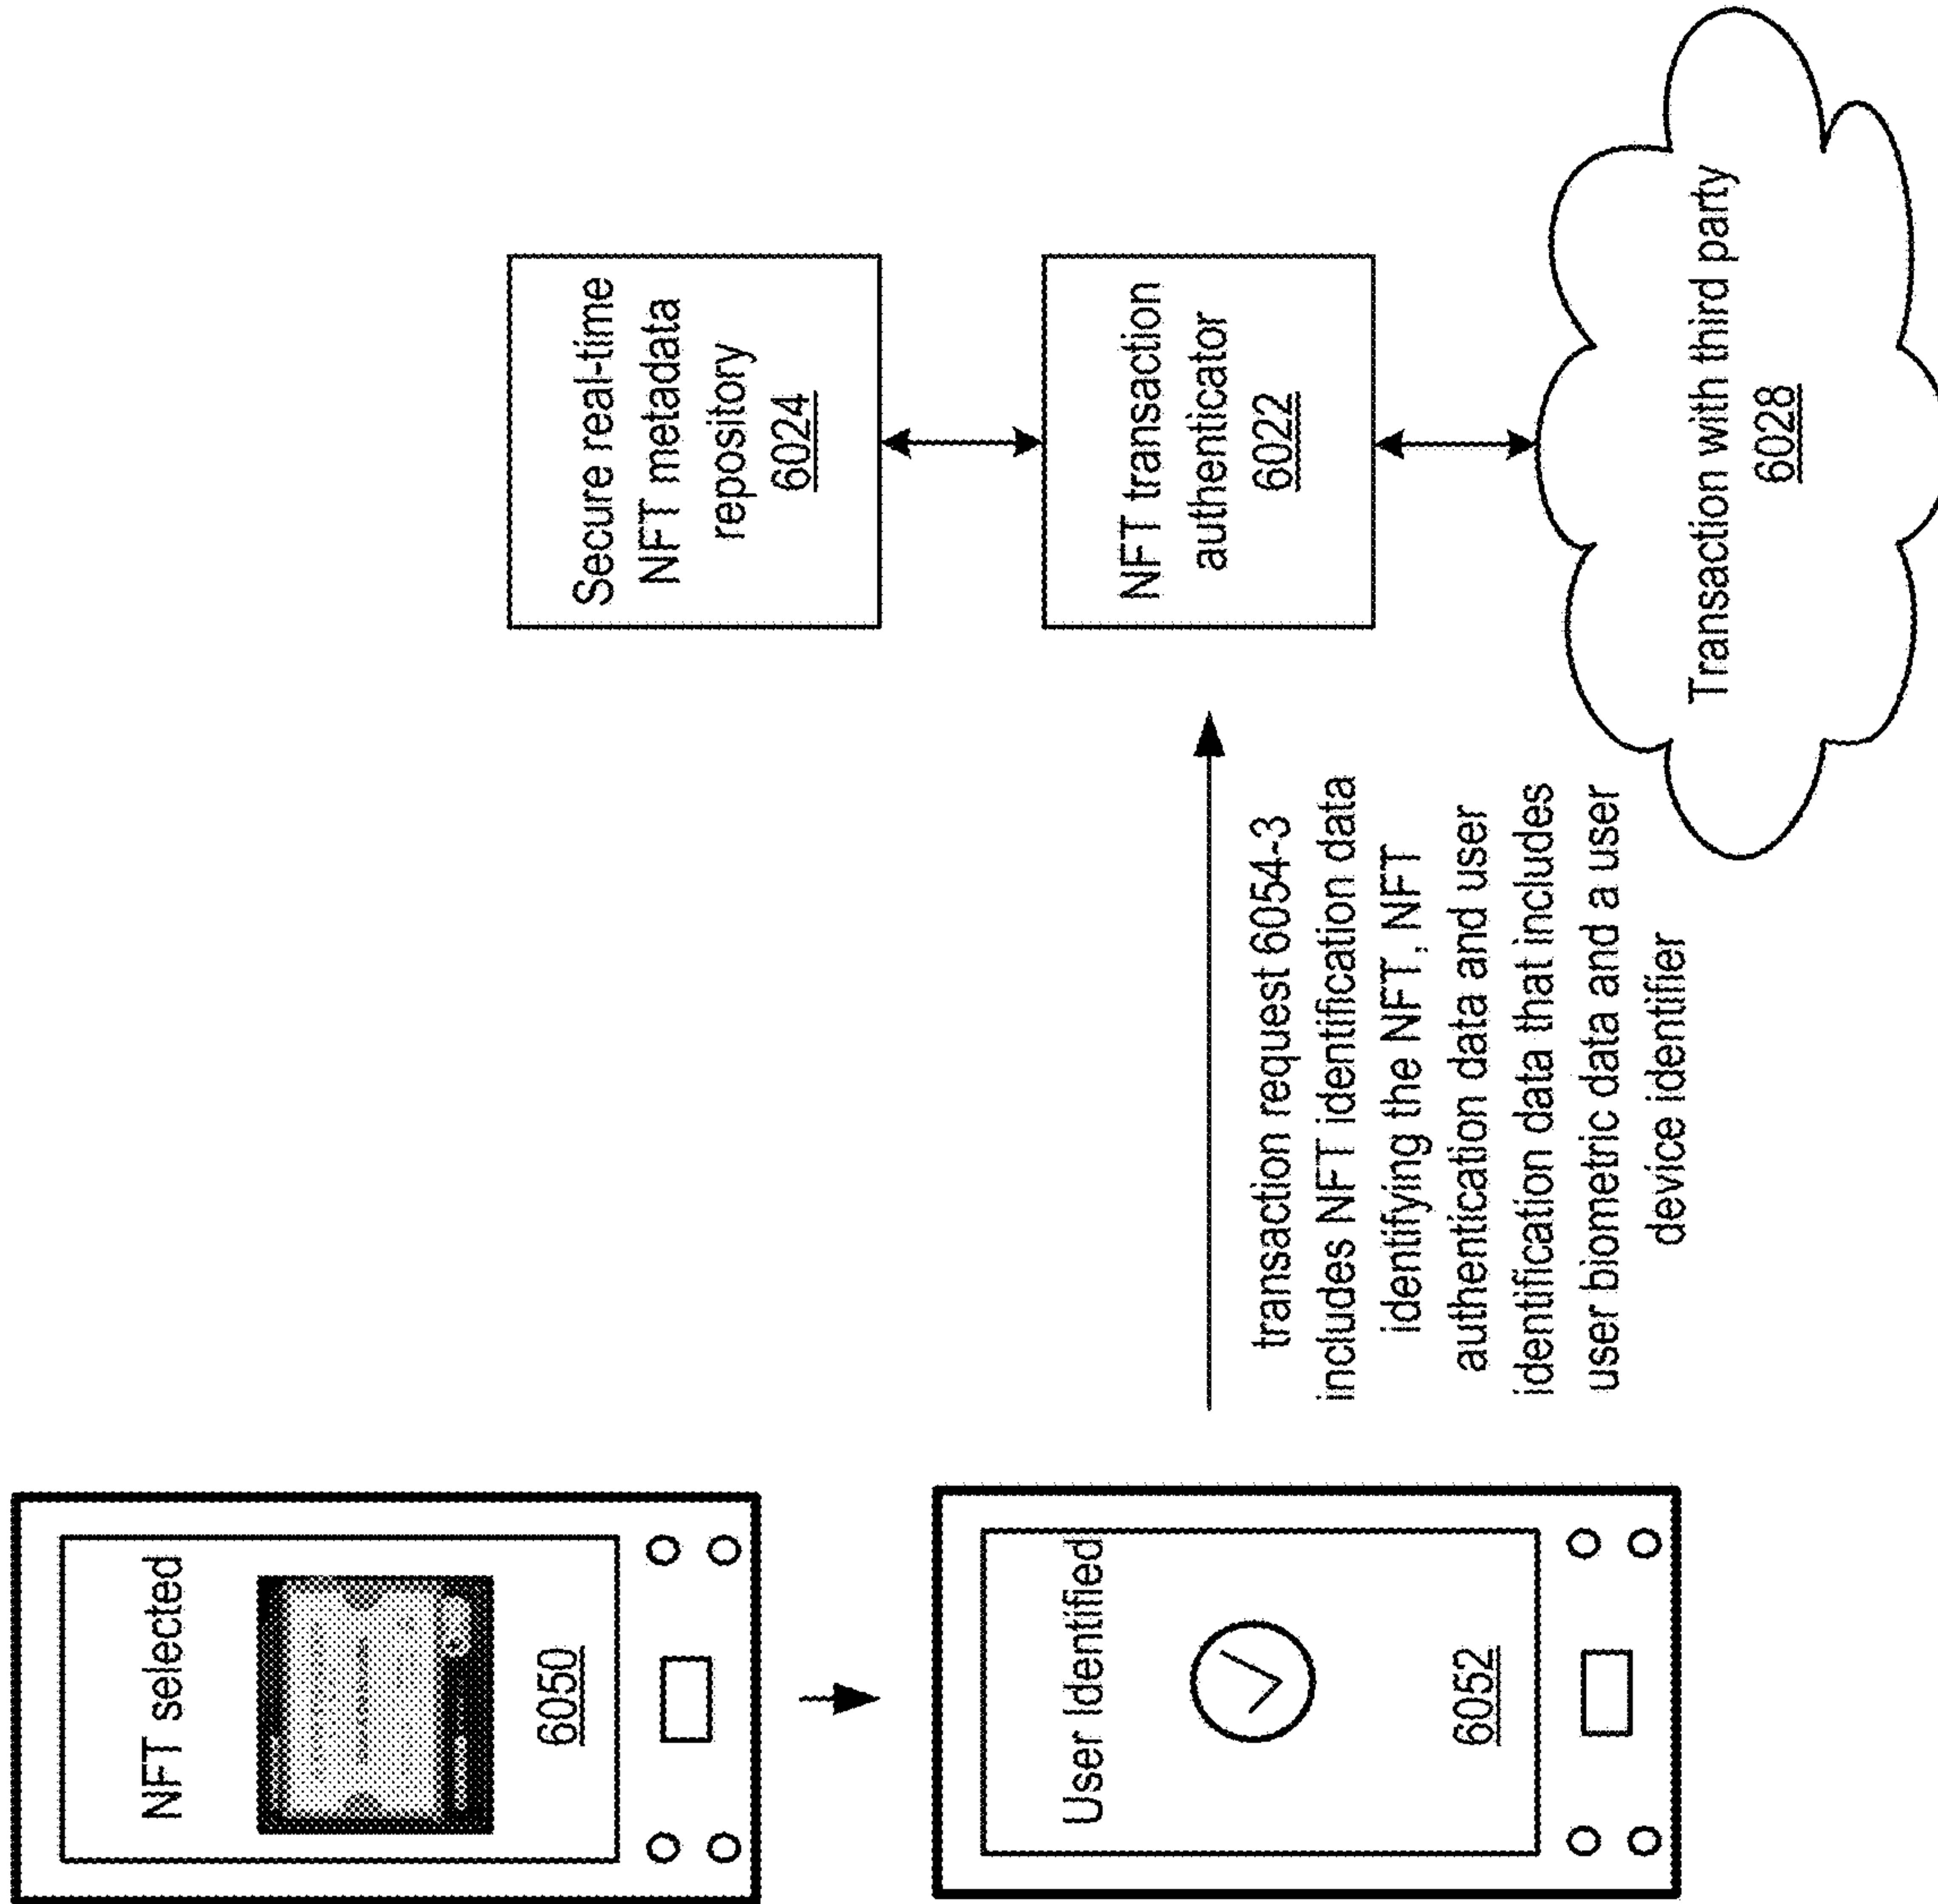 NFT selected
6050
User Identified
6052
transaction request 6054-3
includes NFT identification data
identifying the NFT, NFT
authentication data and user
identification data that includes
user biometric data and a user
device identifier
Secure real-time
NFT metadata
repository
6024
NFT transaction
authenticator
6022
Transaction with third party
6028